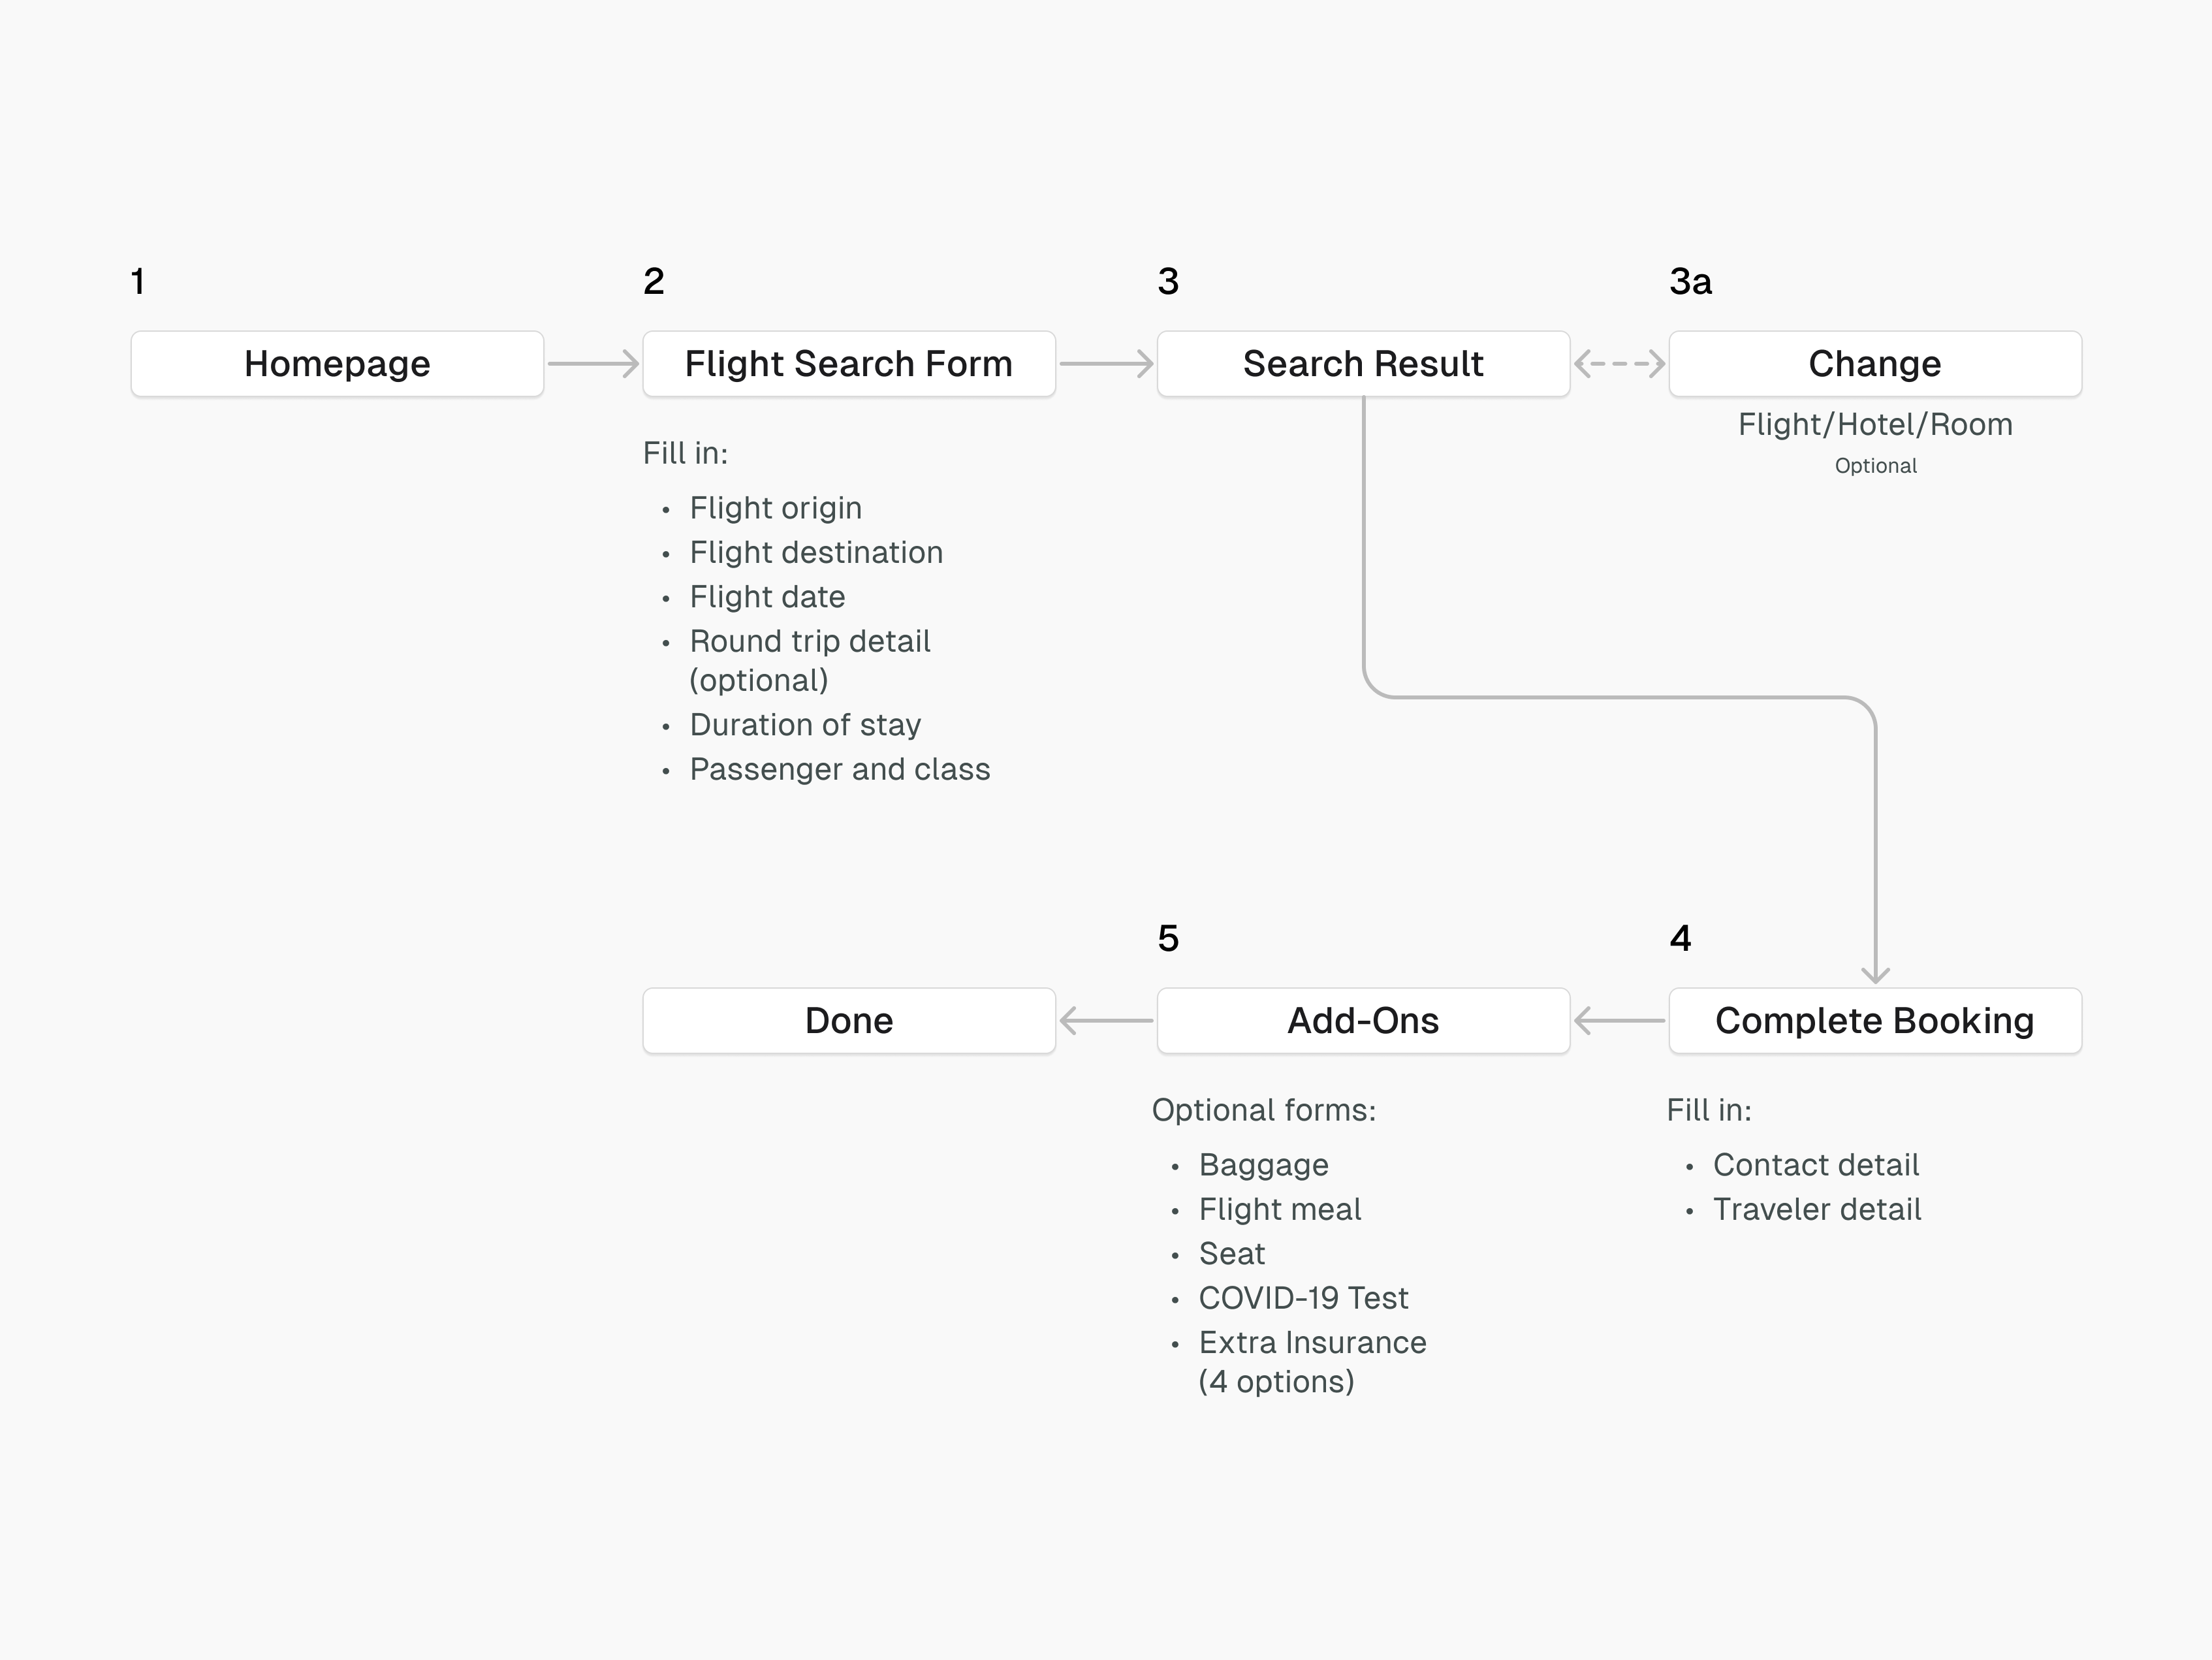 1
Homepage
2
Flight Search Form
Fill in:
• Flight origin
• Flight destination
• Flight date
• Round trip detail
(optional)
• Duration of stay
• Passenger and class
3
Search Result
3a
Change
Flight/Hotel/Room
Optional
4
Complete Booking
Fill in:
• Contact detail
• Traveler detail
5
Add-Ons
Optional forms:
• Baggage
• Flight meal
• Seat
• COVID-19 Test
• Extra Insurance
(4 options)
Done